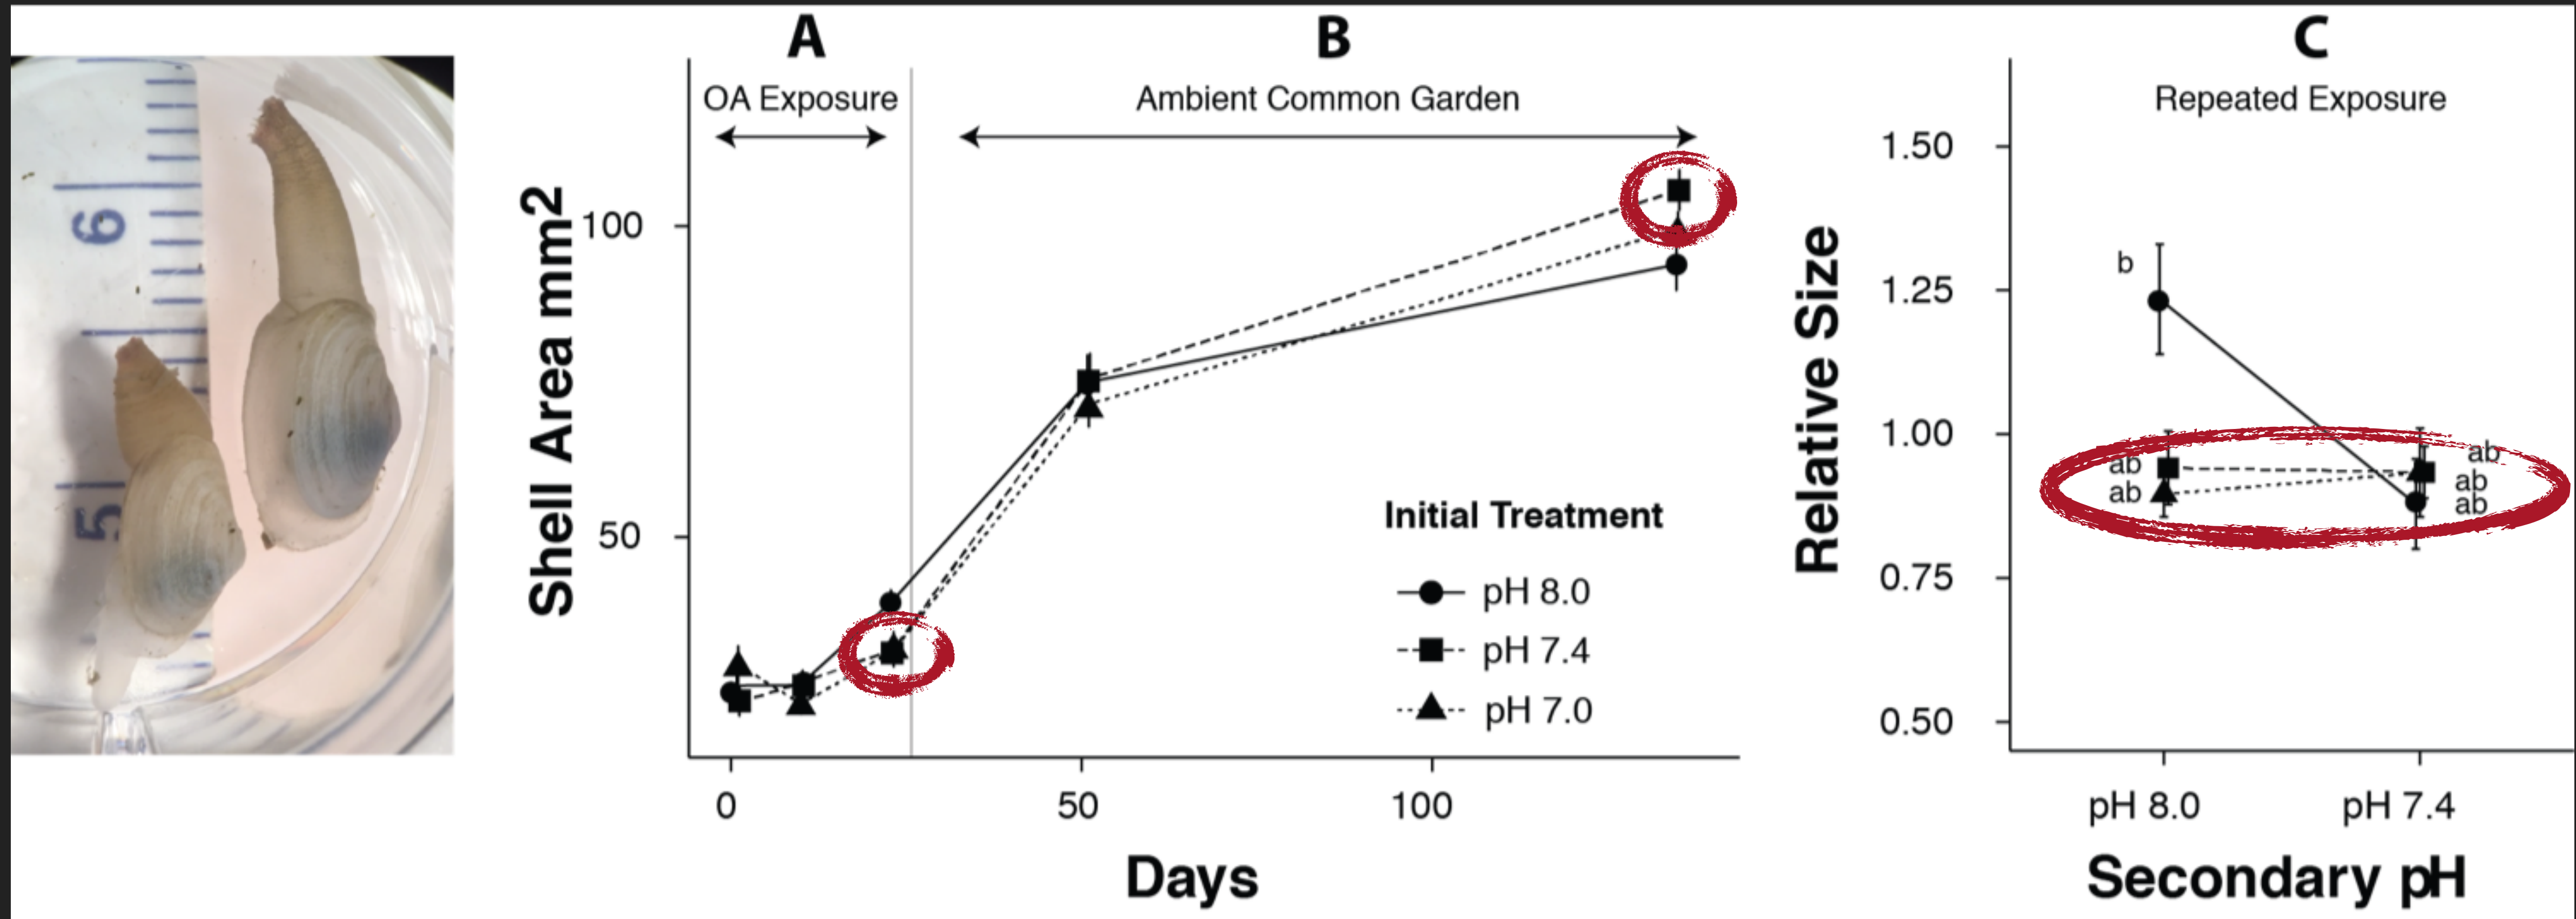 6
5
A
B
C
OA Exposure
Ambient Common Garden
Repeated Exposure
Shell Area mm2
100
50
0
50
100
Days
Initial Treatment
pH 8.0
pH 7.4
pH 7.0
Relative Size
1.50
1.25
1.00
0.75
0.50
b
ab
ab
ab
ab
ab
pH 8.0
pH 7.4
Secondary pH